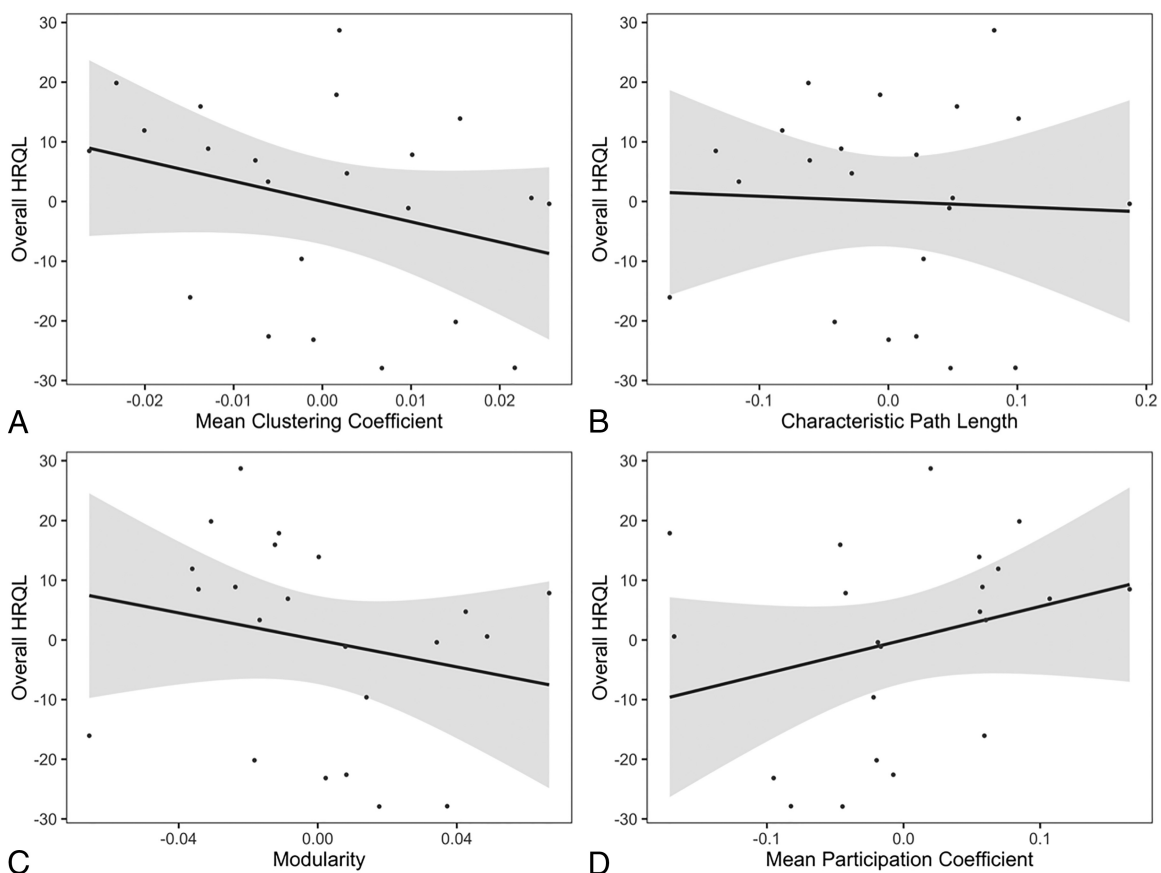 30
20
10
0
-10
-20
-30
Overall HRQL
-0.02 -0.01 0.00 0.01 0.02
Mean Clustering Coefficient
A
30
20
10
0
-10
-20
-30
Overall HRQL
-0.1 0.0 0.1 0.2
Characteristic Path Length
B
30
20
10
0
-10
-20
-30
Overall HRQL
-0.04 0.00 0.04
Modularity
C
30
20
10
0
-10
-20
-30
Overall HRQL
-0.1 0.0 0.1
Mean Participation Coefficient
D